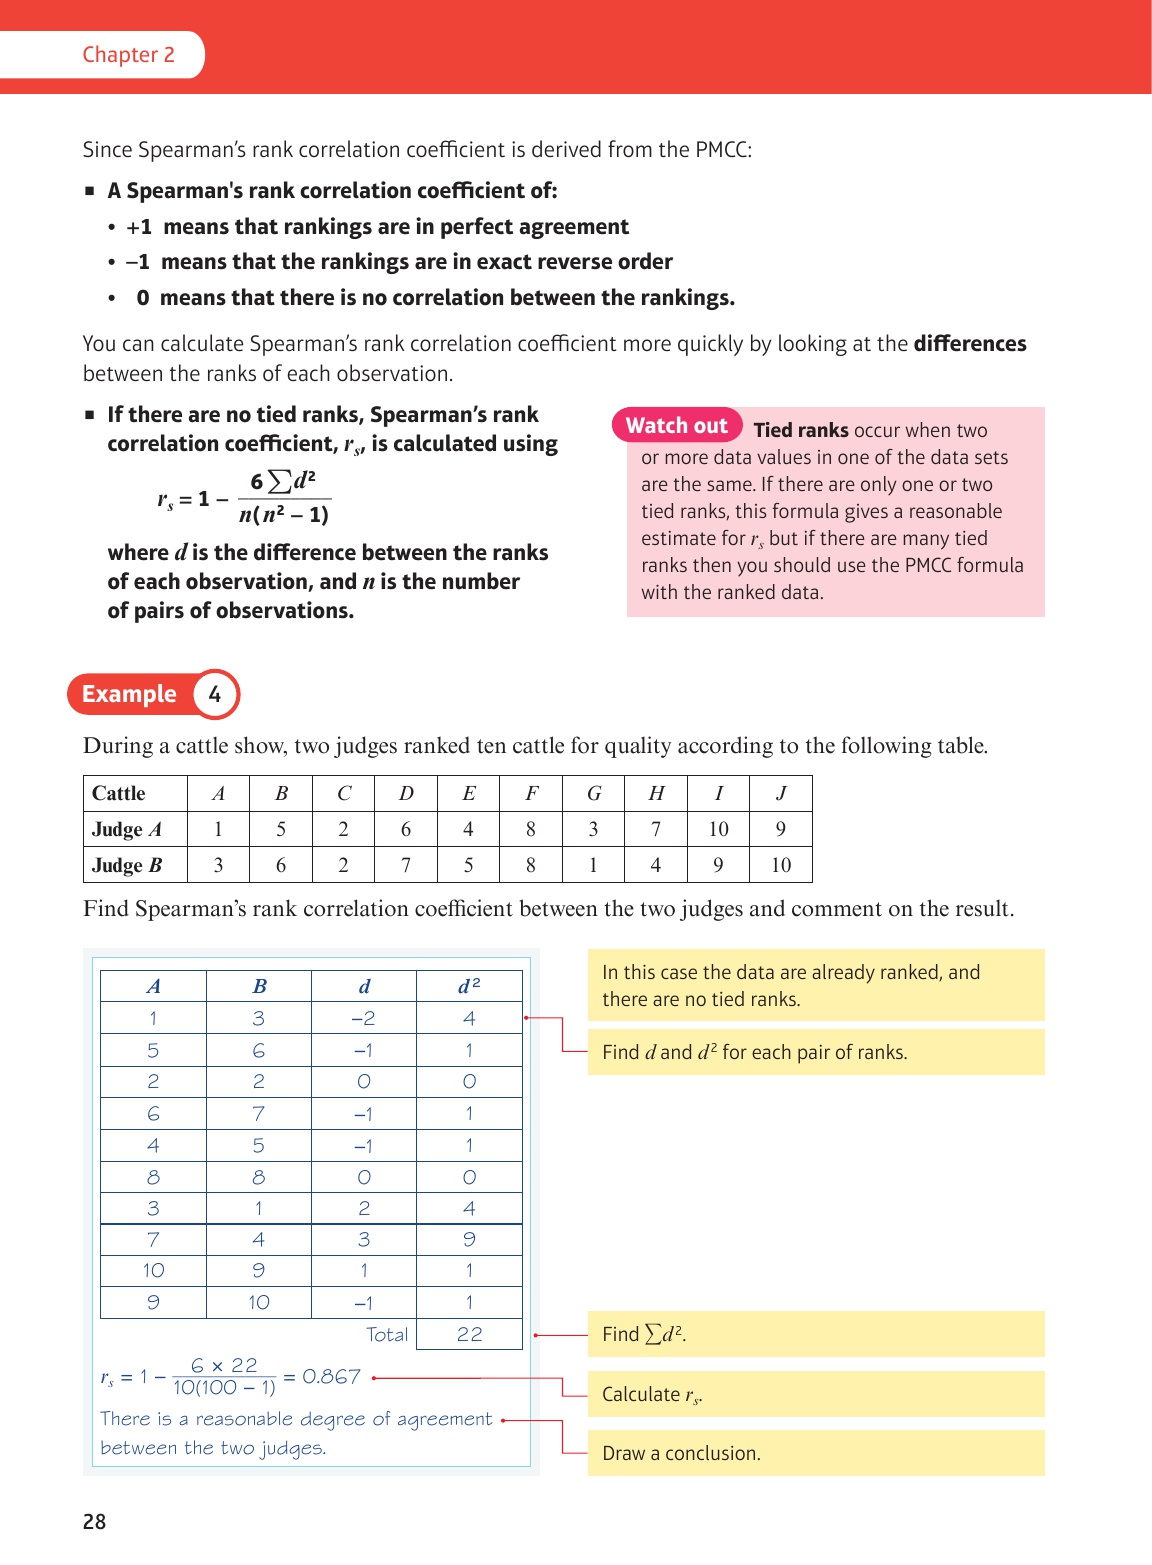 Chapter 2
Since Spearman’s rank correlation coefficient is derived from the PMCC:
▪ A Spearman's rank correlation coefficient of:
• +1 means that rankings are in perfect agreement
• −1 means that the rankings are in exact reverse order
• 0 means that there is no correlation between the rankings.
You can calculate Spearman’s rank correlation coefficient more quickly by looking at the differences
between the ranks of each observation.
▪ If there are no tied ranks, Spearman’s rank
correlation coefficient, rₛ, is calculated using
rₛ = 1 − 6∑d² / n(n² − 1)
where d is the difference between the ranks
of each observation, and n is the number
of pairs of observations.
Watch out Tied ranks occur when two
or more data values in one of the data sets
are the same. If there are only one or two
tied ranks, this formula gives a reasonable
estimate for rₛ but if there are many tied
ranks then you should use the PMCC formula
with the ranked data.
Example 4
During a cattle show, two judges ranked ten cattle for quality according to the following table.
Cattle A B C D E F G H I J
Judge A 1 5 2 6 4 8 3 7 10 9
Judge B 3 6 2 7 5 8 1 4 9 10
Find Spearman’s rank correlation coefficient between the two judges and comment on the result.
A B d d²
1 3 −2 4
5 6 −1 1
2 2 0 0
6 7 −1 1
4 5 −1 1
8 8 0 0
3 1 2 4
7 4 3 9
10 9 1 1
9 10 −1 1
Total 22
rₛ = 1 − 6 × 22 / 10(100 − 1) = 0.867
There is a reasonable degree of agreement
between the two judges.
In this case the data are already ranked, and
there are no tied ranks.
Find d and d² for each pair of ranks.
Find ∑d².
Calculate rₛ.
Draw a conclusion.
28